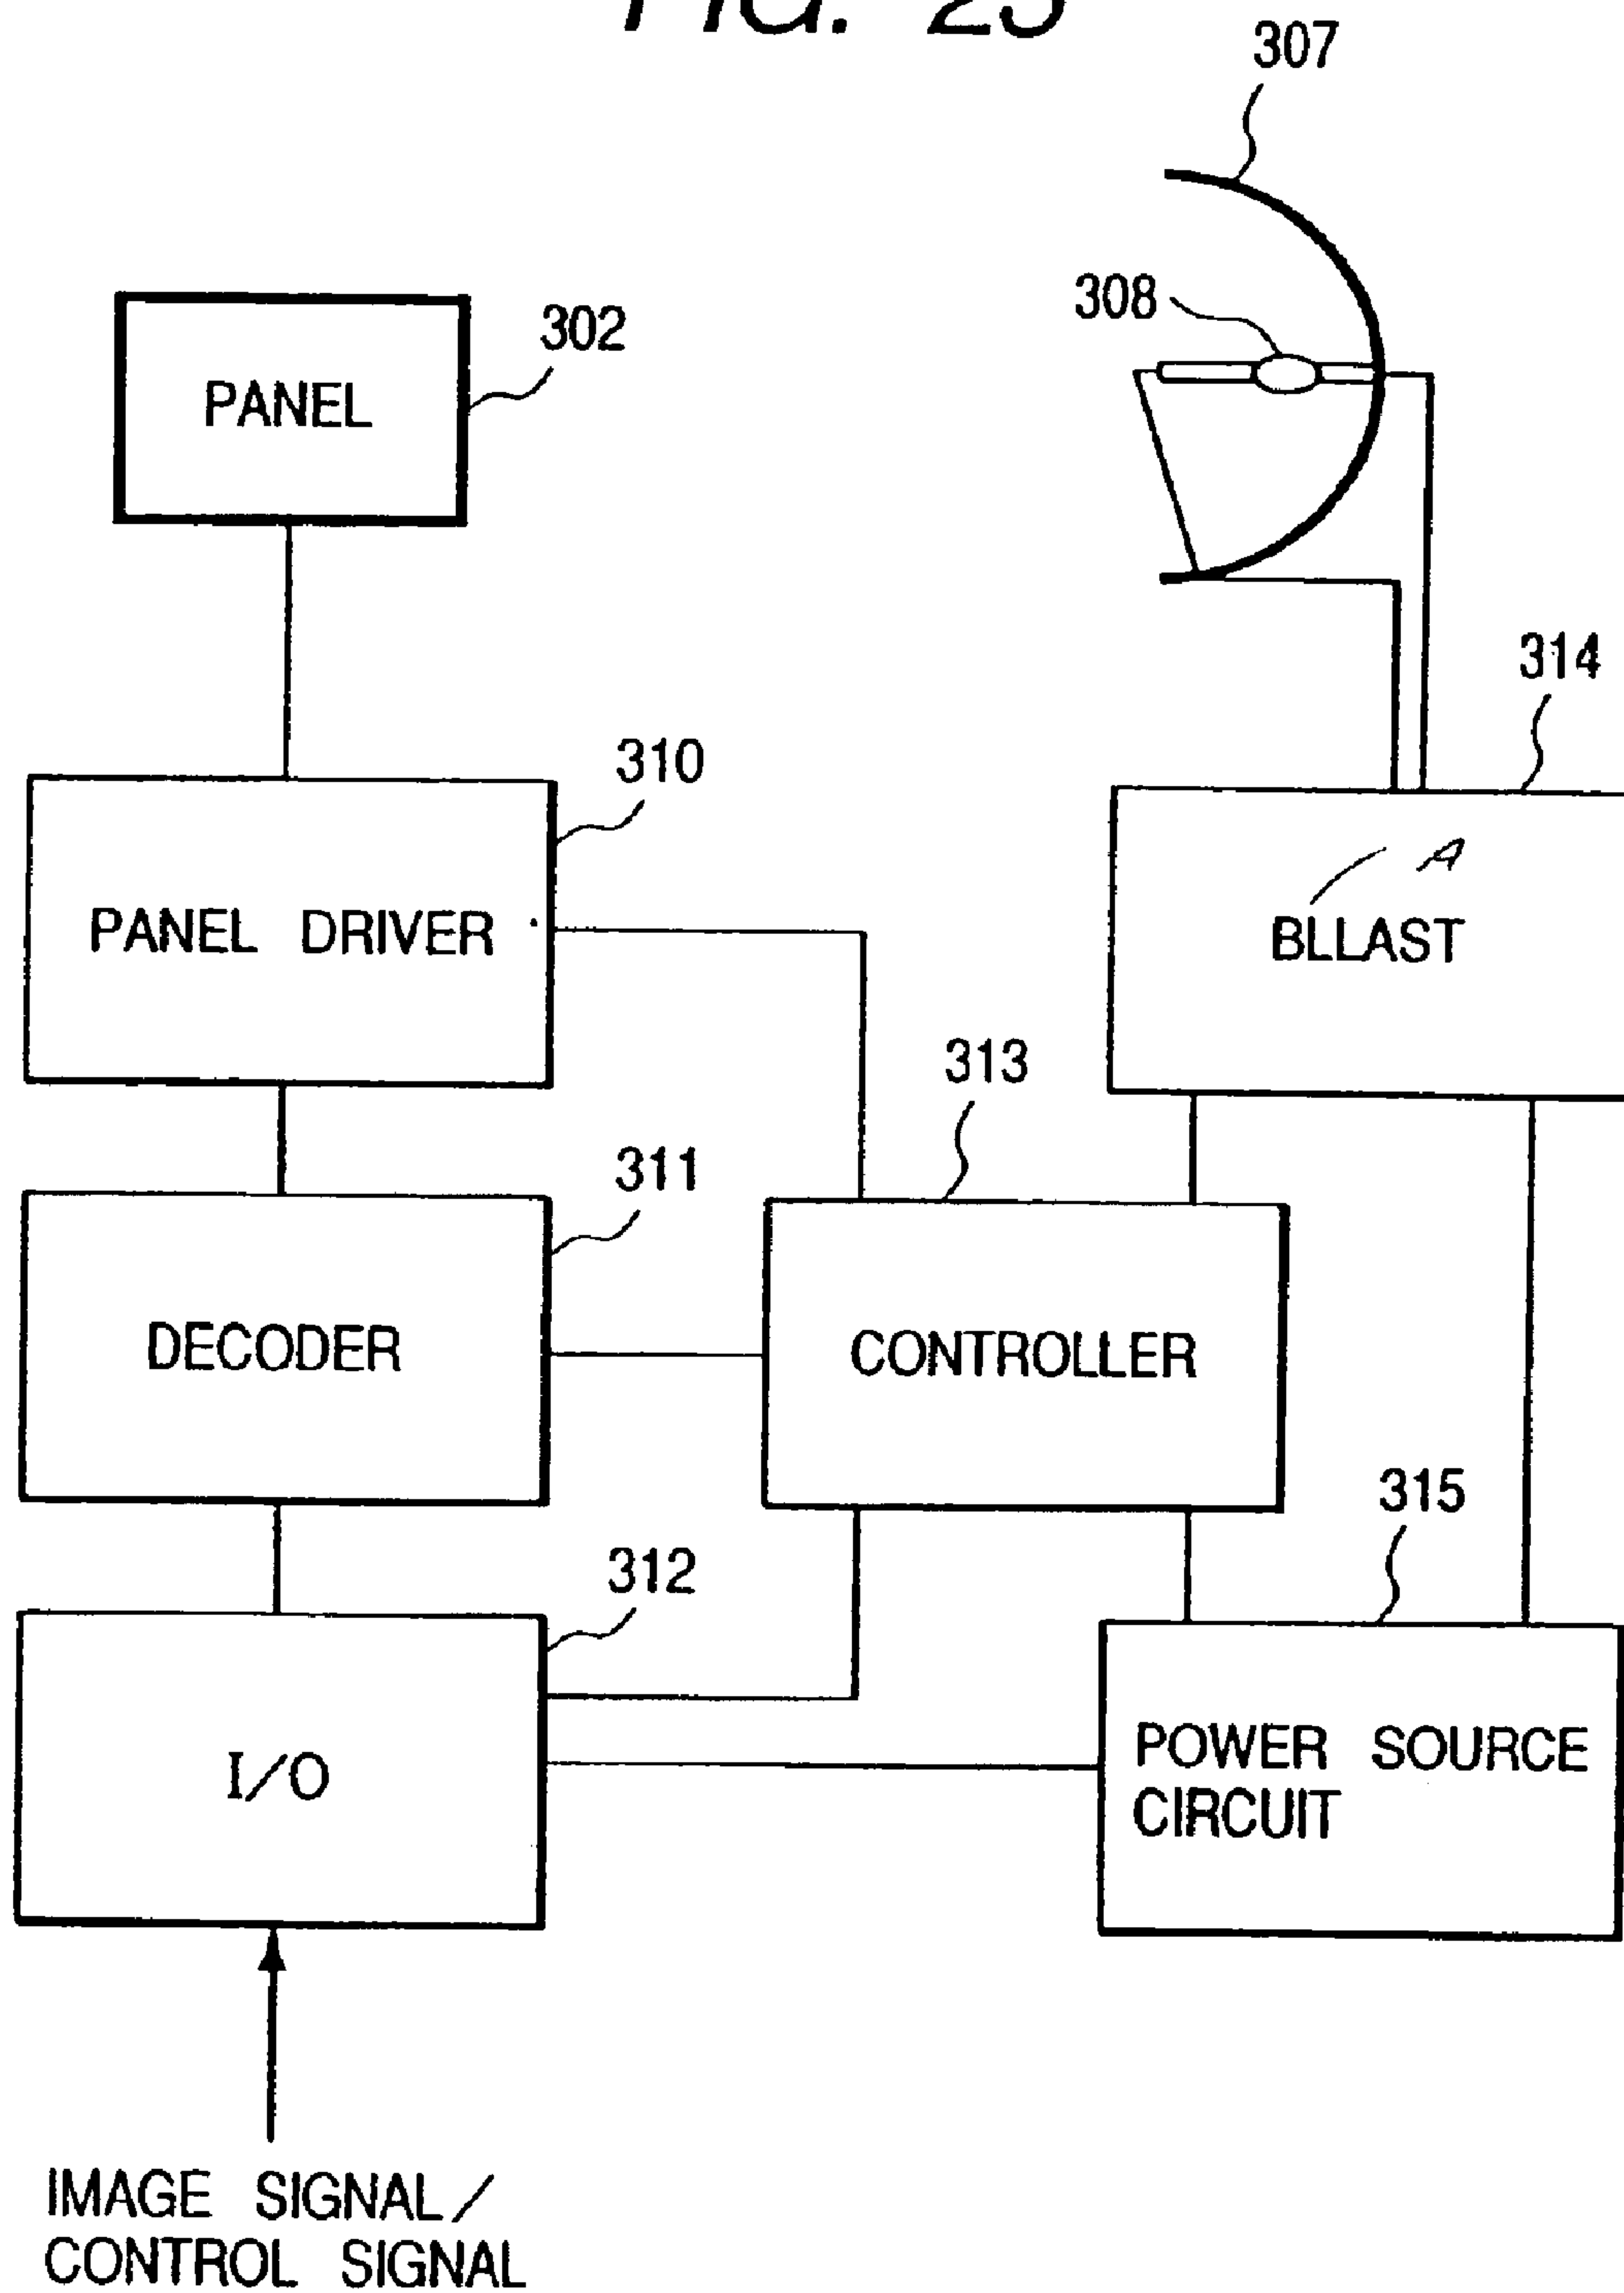 FIG. 25
307
308
302
PANEL
314
310
A
PANEL DRIVER
BLLAST
313
311
DECODER
CONTROLLER
315
312
I/O
POWER SOURCE
CIRCUIT
IMAGE SIGNAL/
CONTROL SIGNAL